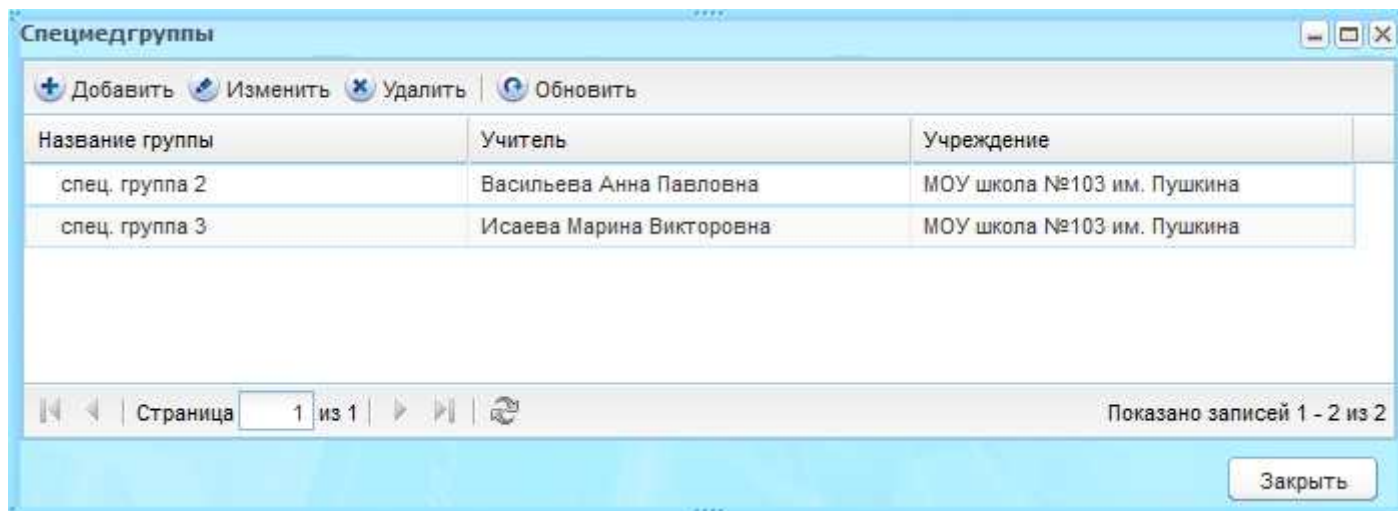 Спецмедгруппы
Добавить Изменить Удалить Обновить
Название группы Учитель Учреждение
спец. группа 2 Васильева Анна Павловна МОУ школа №103 им. Пушкина
спец. группа 3 Исаева Марина Викторовна МОУ школа №103 им. Пушкина
Страница 1 из 1 Показано записей 1 - 2 из 2
Закрыть